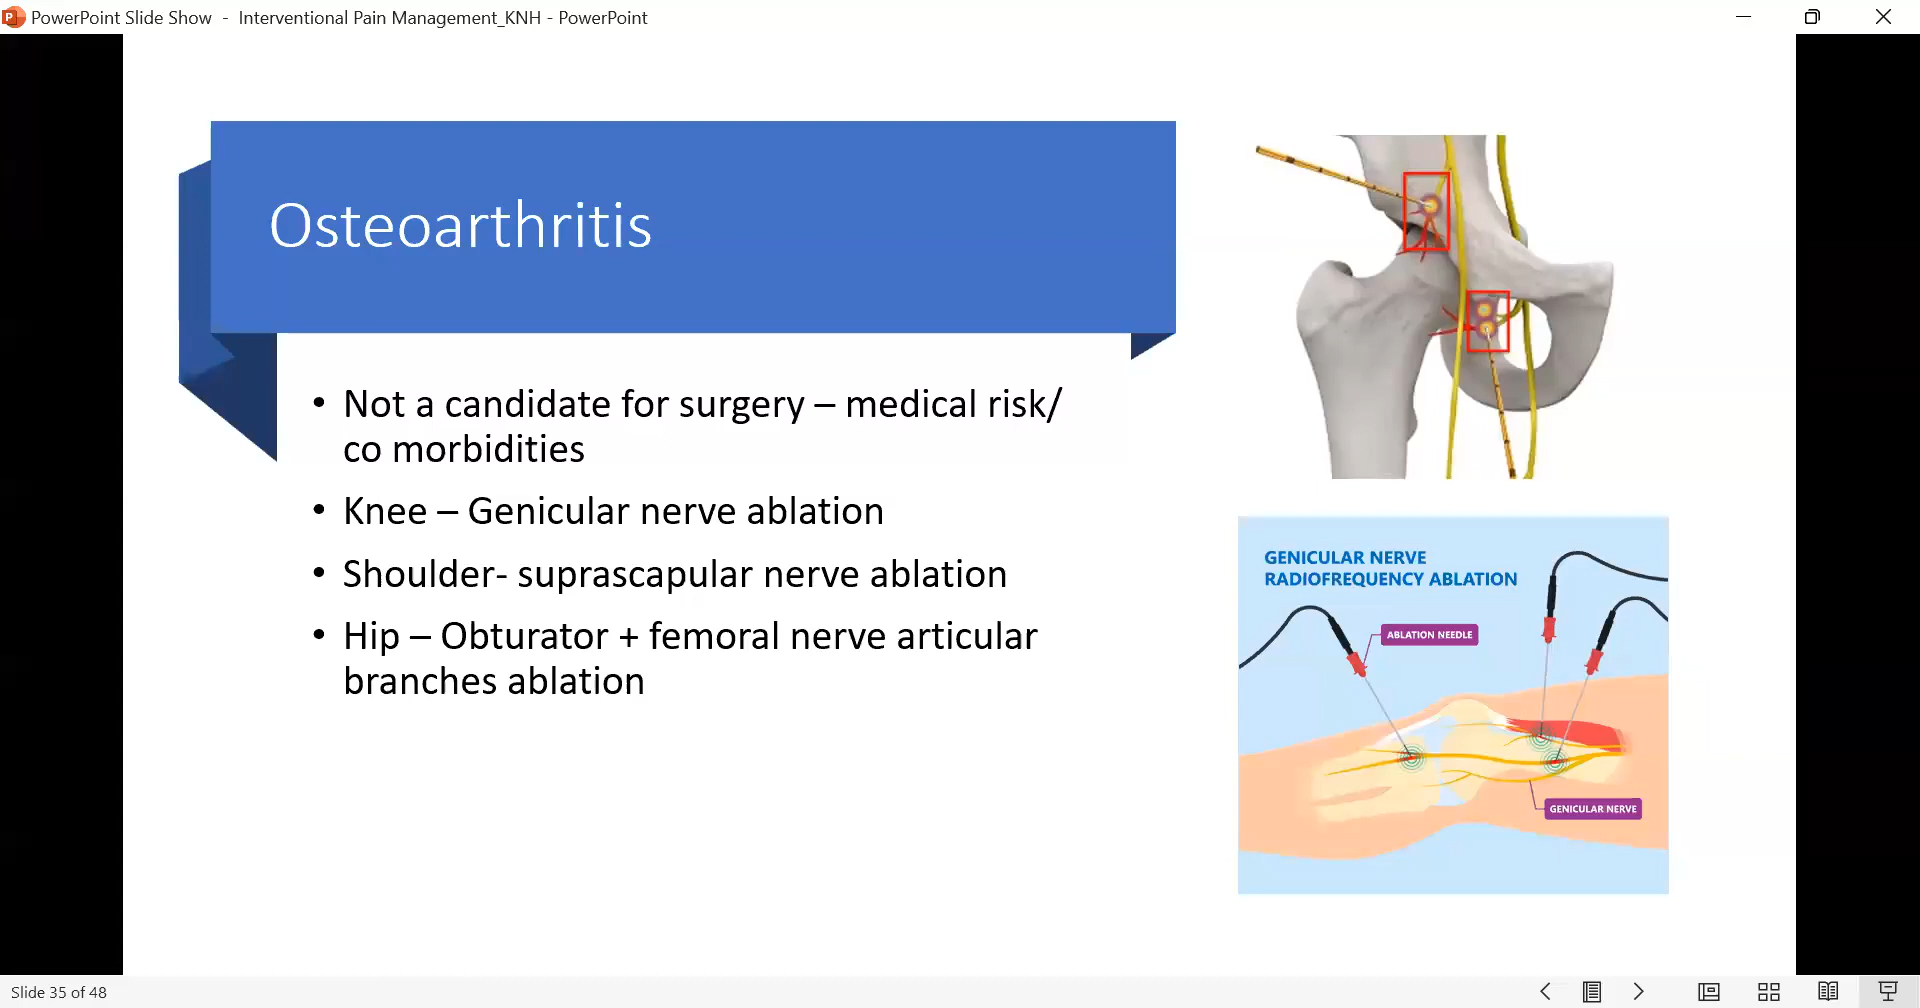 PowerPoint Slide Show - Interventional Pain Management_KNH - PowerPoint
Osteoarthritis
• Not a candidate for surgery – medical risk/
co morbidities
• Knee – Genicular nerve ablation
• Shoulder- suprascapular nerve ablation
• Hip – Obturator + femoral nerve articular
branches ablation
GENICULAR NERVE
RADIOFREQUENCY ABLATION
ABLATION NEEDLE
GENICULAR NERVE
Slide 35 of 48